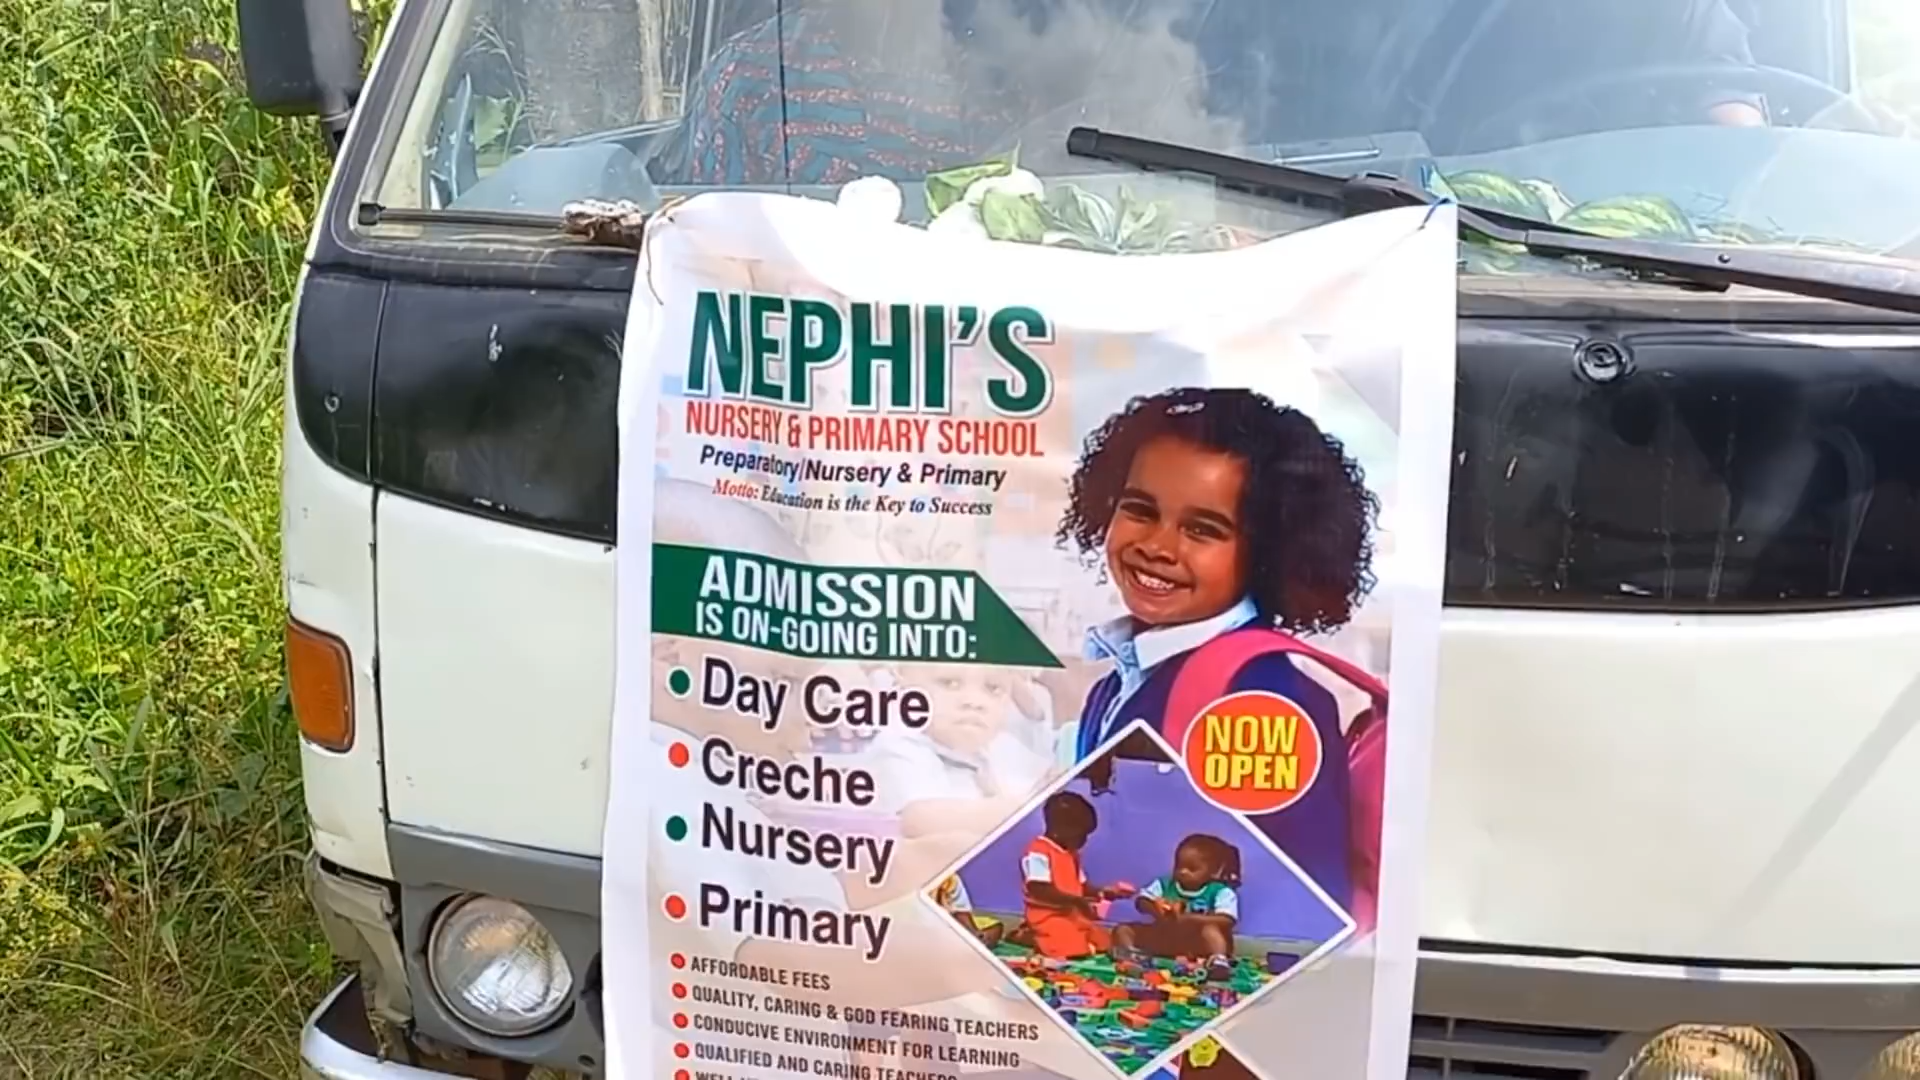 NEPHI'S
NURSERY & PRIMARY SCHOOL
Preparatory/Nursery & Primary
Motto: Education is the Key to Success
ADMISSION
IS ON-GOING INTO:
• Day Care
• Creche
• Nursery
• Primary
NOW
OPEN
• AFFORDABLE FEES
• QUALITY, CARING & GOD FEARING TEACHERS
• CONDUCIVE ENVIRONMENT FOR LEARNING
• QUALIFIED AND CARING TEACHERS